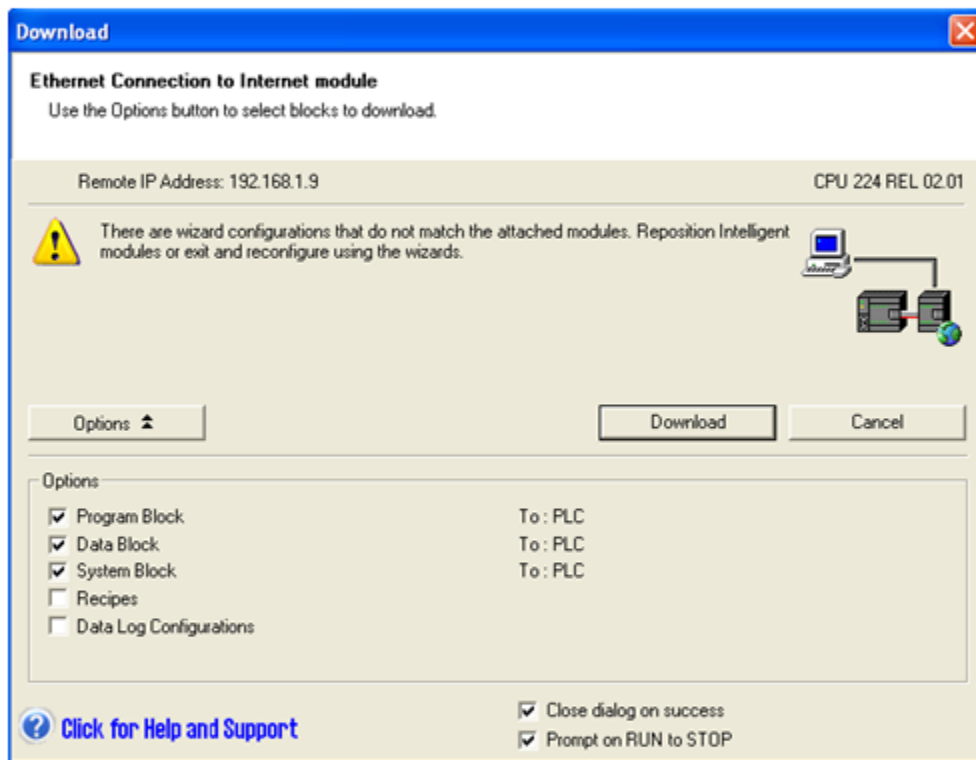 Download
Ethernet Connection to Internet module
Use the Options button to select blocks to download.
Remote IP Address: 192.168.1.9
CPU 224 REL 02.01
There are wizard configurations that do not match the attached modules. Reposition Intelligent
modules or exit and reconfigure using the wizards.
Options
Download
Cancel
Options
Program Block To : PLC
Data Block To : PLC
System Block To : PLC
Recipes
Data Log Configurations
Click for Help and Support
Close dialog on success
Prompt on RUN to STOP